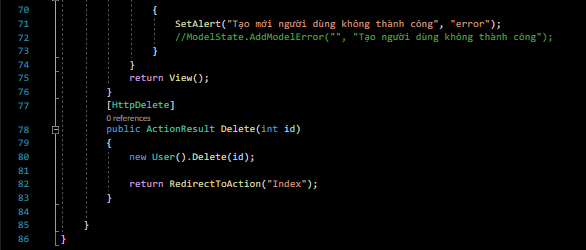 70 {
71 SetAlert("Tạo mới người dùng không thành công", "error");
72 //ModelState.AddModelError("", "Tạo người dùng không thành công");
73 }
74 }
75 return View();
76 }
77 [HttpDelete]
0 references
78 public ActionResult Delete(int id)
79 {
80 new User().Delete(id);
81
82 return RedirectToAction("Index");
83 }
84
85 }
86 }